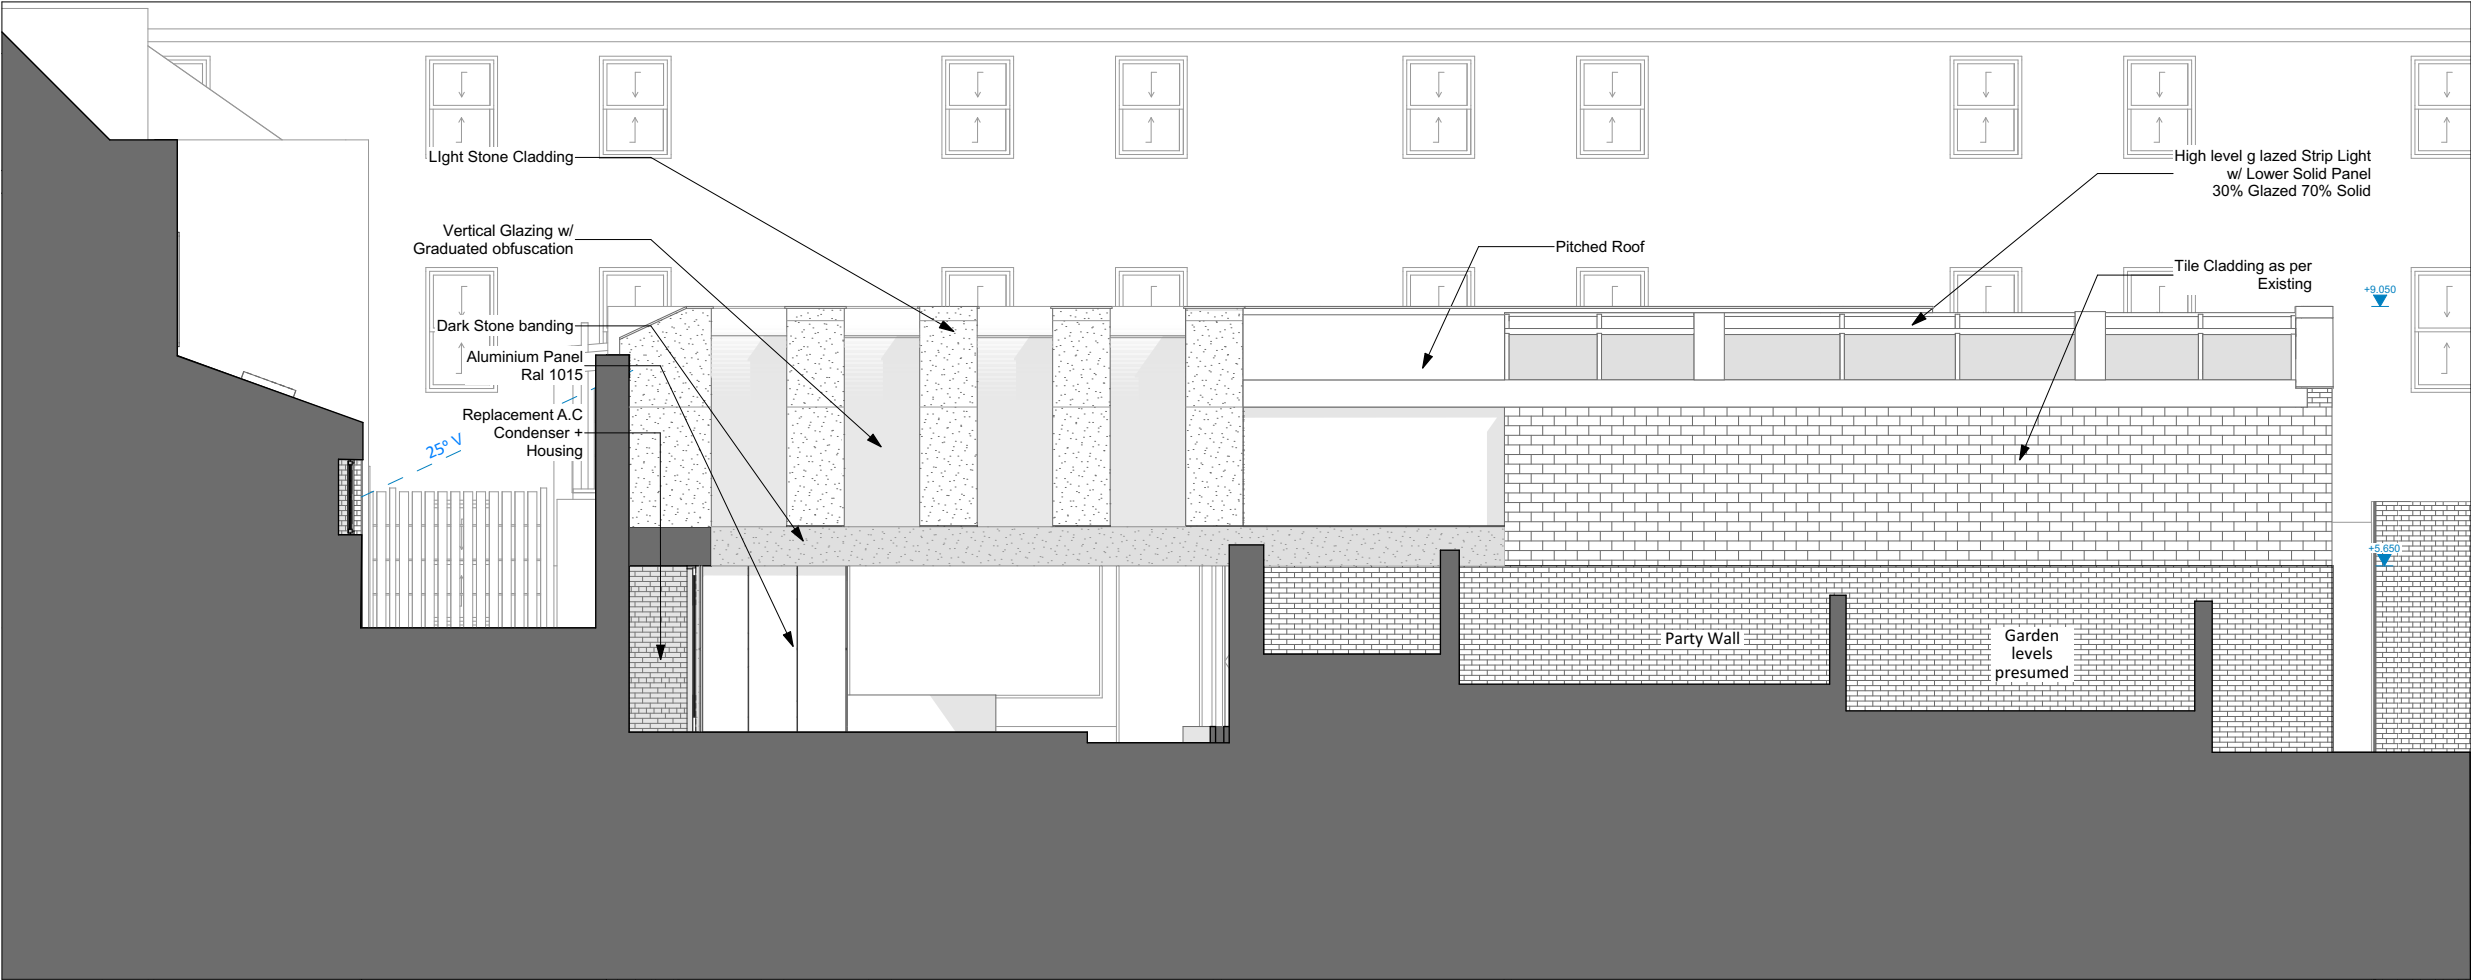 LIght Stone Cladding
High level g lazed Strip Light
w/ Lower Solid Panel
30% Glazed 70% Solid
Vertical Glazing w/
Graduated obfuscation
Pitched Roof
Tile Cladding as per
Existing
+9.050
Dark Stone banding
Aluminium Panel
Ral 1015
Replacement A.C
Condenser +
Housing
25° V
+5.650
Party Wall
Garden
levels
presumed